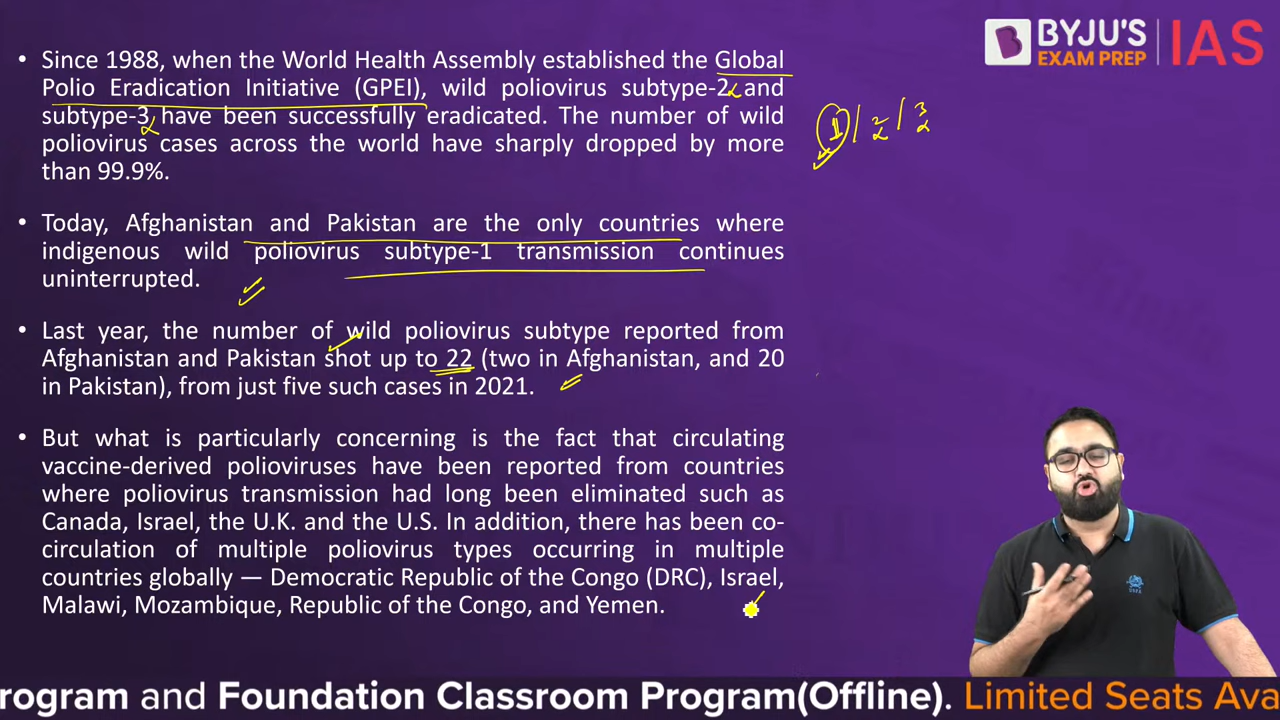 BYJU'S
EXAM PREP
IAS
• Since 1988, when the World Health Assembly established the Global
Polio Eradication Initiative (GPEI), wild poliovirus subtype-2 and
subtype-3 have been successfully eradicated. The number of wild
poliovirus cases across the world have sharply dropped by more
than 99.9%.
1 / 2 / 3
• Today, Afghanistan and Pakistan are the only countries where
indigenous wild poliovirus subtype-1 transmission continues
uninterrupted.
• Last year, the number of wild poliovirus subtype reported from
Afghanistan and Pakistan shot up to 22 (two in Afghanistan, and 20
in Pakistan), from just five such cases in 2021.
• But what is particularly concerning is the fact that circulating
vaccine-derived polioviruses have been reported from countries
where poliovirus transmission had long been eliminated such as
Canada, Israel, the U.K. and the U.S. In addition, there has been co-
circulation of multiple poliovirus types occurring in multiple
countries globally — Democratic Republic of the Congo (DRC), Israel,
Malawi, Mozambique, Republic of the Congo, and Yemen.
rogram and Foundation Classroom Program(Offline). Limited Seats Ava